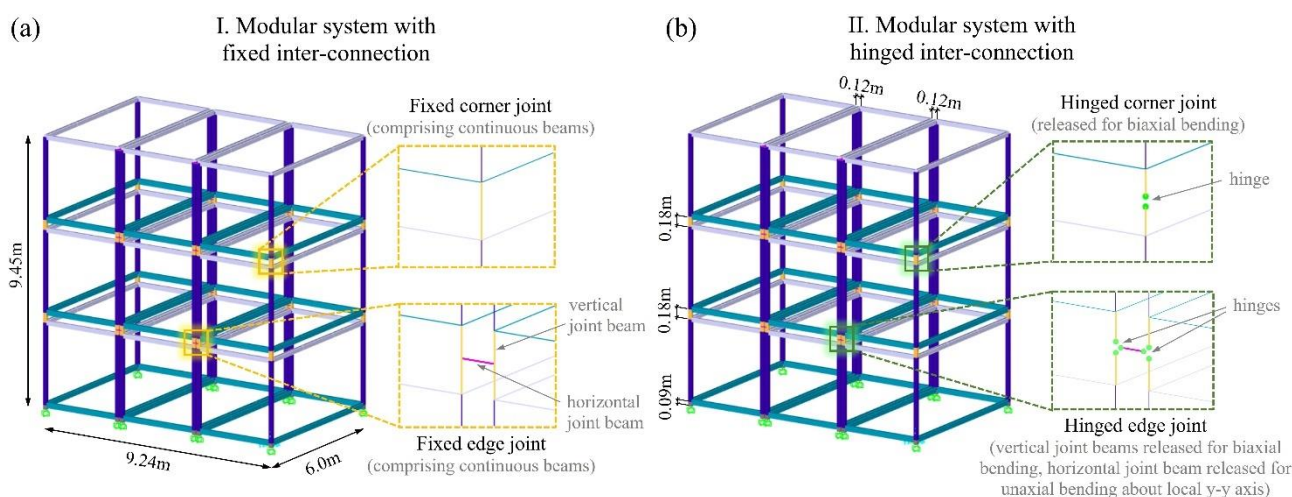 (a)
I. Modular system with
fixed inter-connection
9.45m
9.24m
6.0m
Fixed corner joint
(comprising continuous beams)
vertical
joint beam
horizontal
joint beam
Fixed edge joint
(comprising continuous beams)
(b)
II. Modular system with
hinged inter-connection
0.12m
0.12m
0.18m
0.18m
0.09m
Hinged corner joint
(released for biaxial bending)
hinge
hinges
Hinged edge joint
(vertical joint beams released for biaxial
bending, horizontal joint beam released for
unaxial bending about local y-y axis)